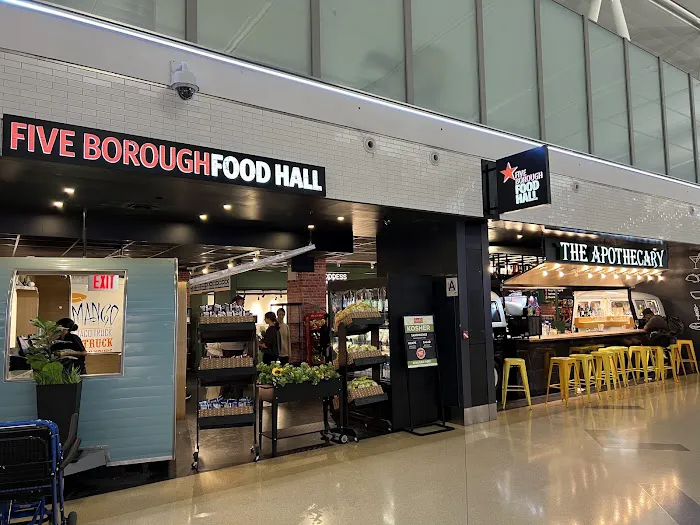 FIVE BOROUGH FOOD HALL
FIVE
BOROUGH
FOOD
HALL
THE APOTHECARY
EXIT
MANGO
TRUCK
A
KOSHER